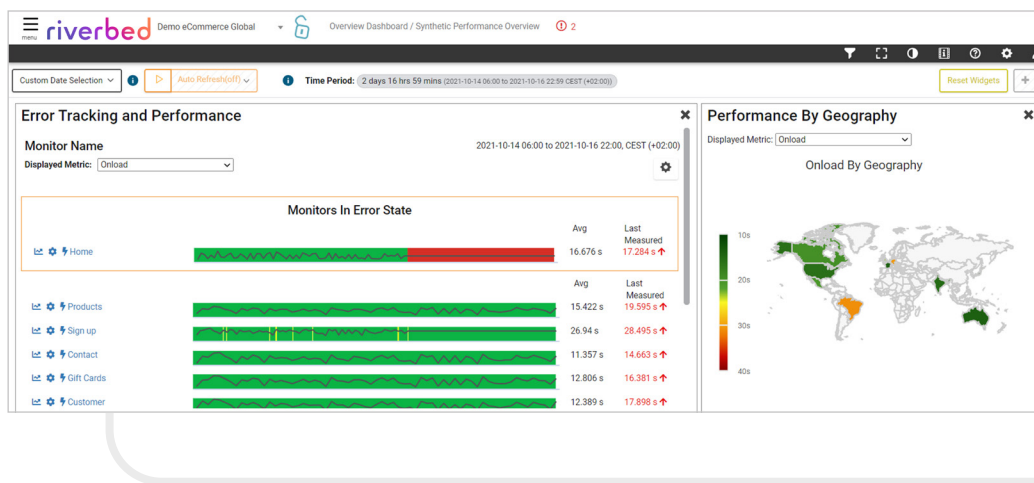 menu riverbed Demo eCommerce Global Overview Dashboard / Synthetic Performance Overview 2
Custom Date Selection Auto Refresh(off) Time Period: 2 days 16 hrs 59 mins (2021-10-14 06:00 to 2021-10-16 22:59 CEST (+02:00)) Reset Widgets +
Error Tracking and Performance
Monitor Name 2021-10-14 06:00 to 2021-10-16 22:00, CEST (+02:00)
Displayed Metric: Onload
Monitors In Error State
Avg Last Measured
Home 16.676 s 17.284 s
Avg Last Measured
Products 15.422 s 19.595 s
Sign up 26.94 s 28.495 s
Contact 11.357 s 14.663 s
Gift Cards 12.806 s 16.381 s
Customer 12.389 s 17.898 s
Performance By Geography
Displayed Metric: Onload
Onload By Geography
10s
20s
30s
40s